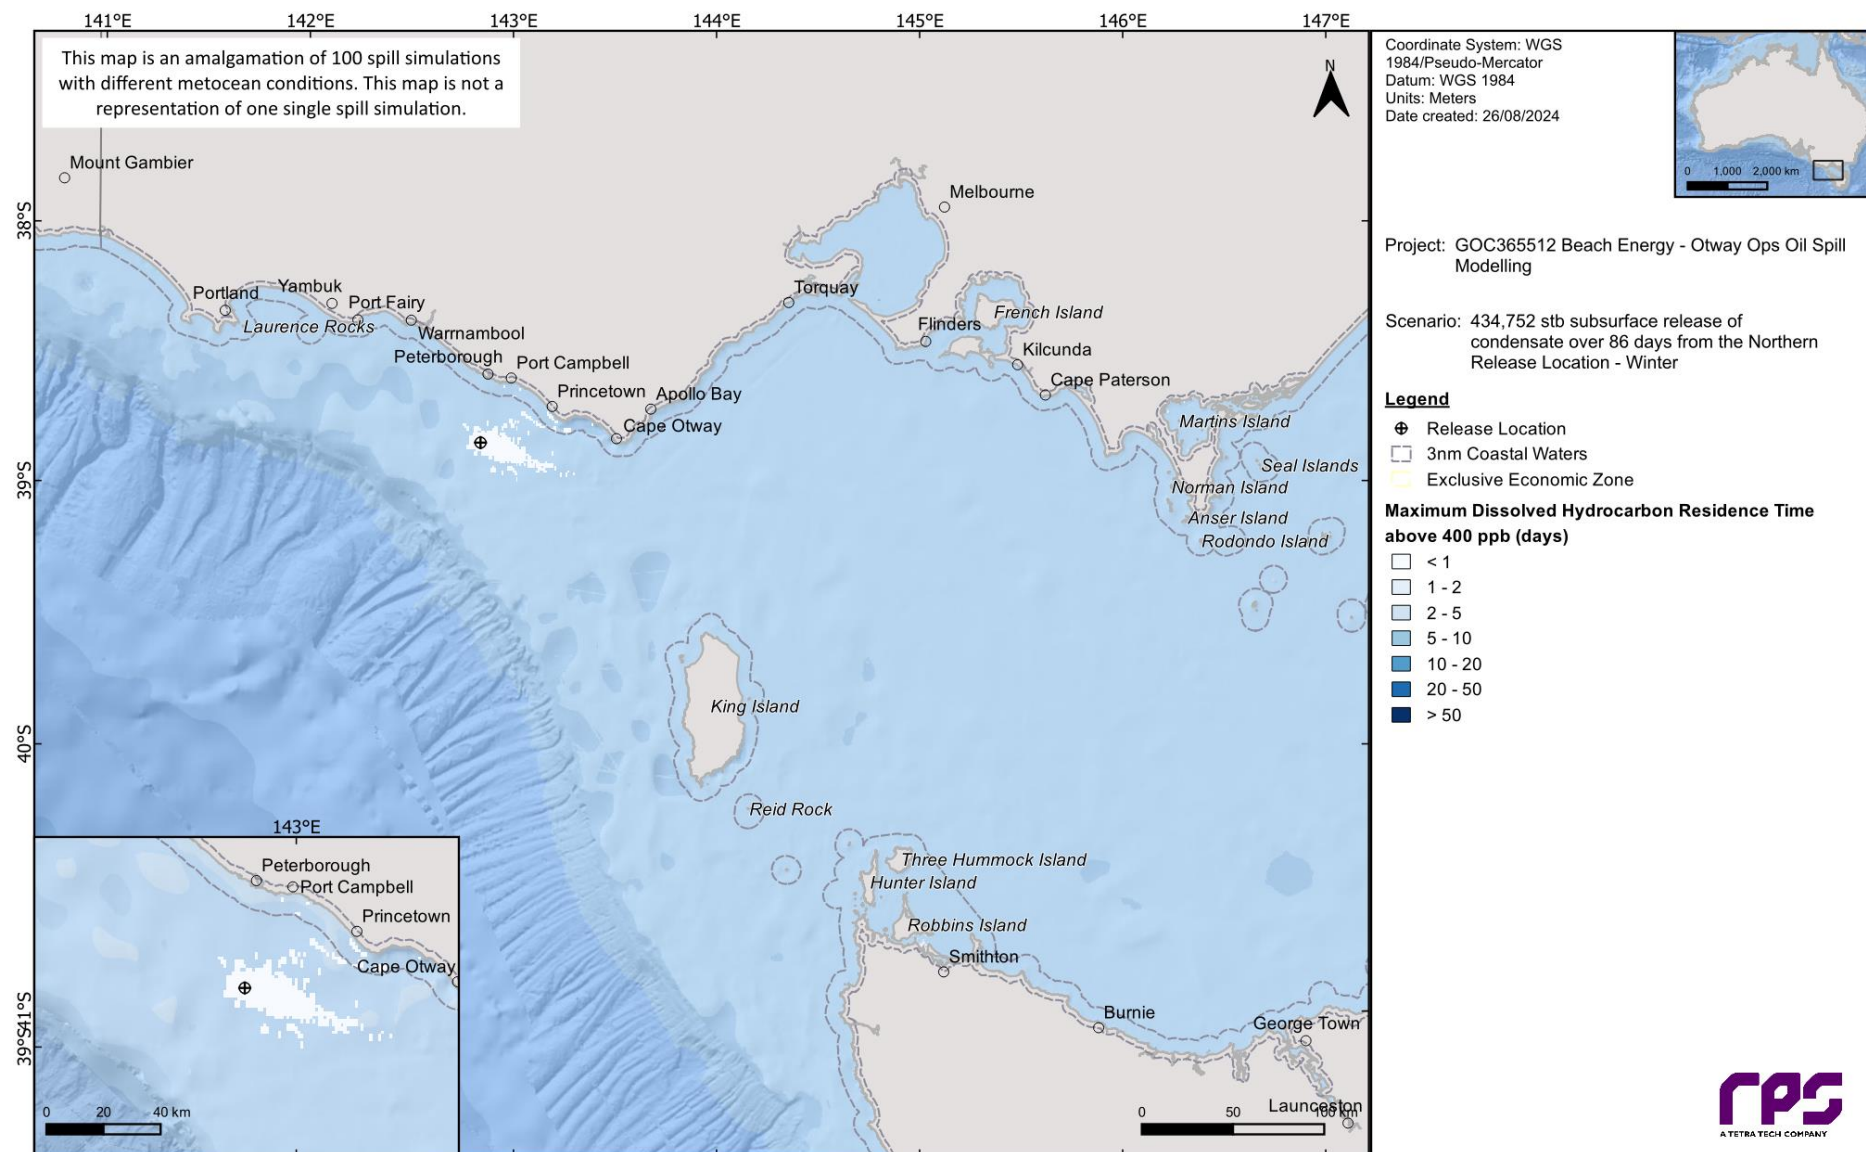 141°E 142°E 143°E 144°E 145°E 146°E 147°E
This map is an amalgamation of 100 spill simulations
with different metocean conditions. This map is not a
representation of one single spill simulation.
N
38°S
39°S
40°S
41°S
Mount Gambier
Melbourne
Portland
Yambuk
Port Fairy
Laurence Rocks
Warrnambool
Peterborough
Port Campbell
Princetown
Apollo Bay
Cape Otway
Torquay
Flinders
French Island
Kilcunda
Cape Paterson
Martins Island
Seal Islands
Norman Island
Anser Island
Rodondo Island
King Island
Reid Rock
Three Hummock Island
Hunter Island
Robbins Island
Smithton
Burnie
George Town
Launceston
0 50 100 km
143°E
Peterborough
Port Campbell
Princetown
Cape Otway
39°S
0 20 40 km
Coordinate System: WGS
1984/Pseudo-Mercator
Datum: WGS 1984
Units: Meters
Date created: 26/08/2024
0 1,000 2,000 km
Project: GOC365512 Beach Energy - Otway Ops Oil Spill
Modelling
Scenario: 434,752 stb subsurface release of
condensate over 86 days from the Northern
Release Location - Winter
Legend
Release Location
3nm Coastal Waters
Exclusive Economic Zone
Maximum Dissolved Hydrocarbon Residence Time
above 400 ppb (days)
< 1
1 - 2
2 - 5
5 - 10
10 - 20
20 - 50
> 50
rps
A TETRA TECH COMPANY